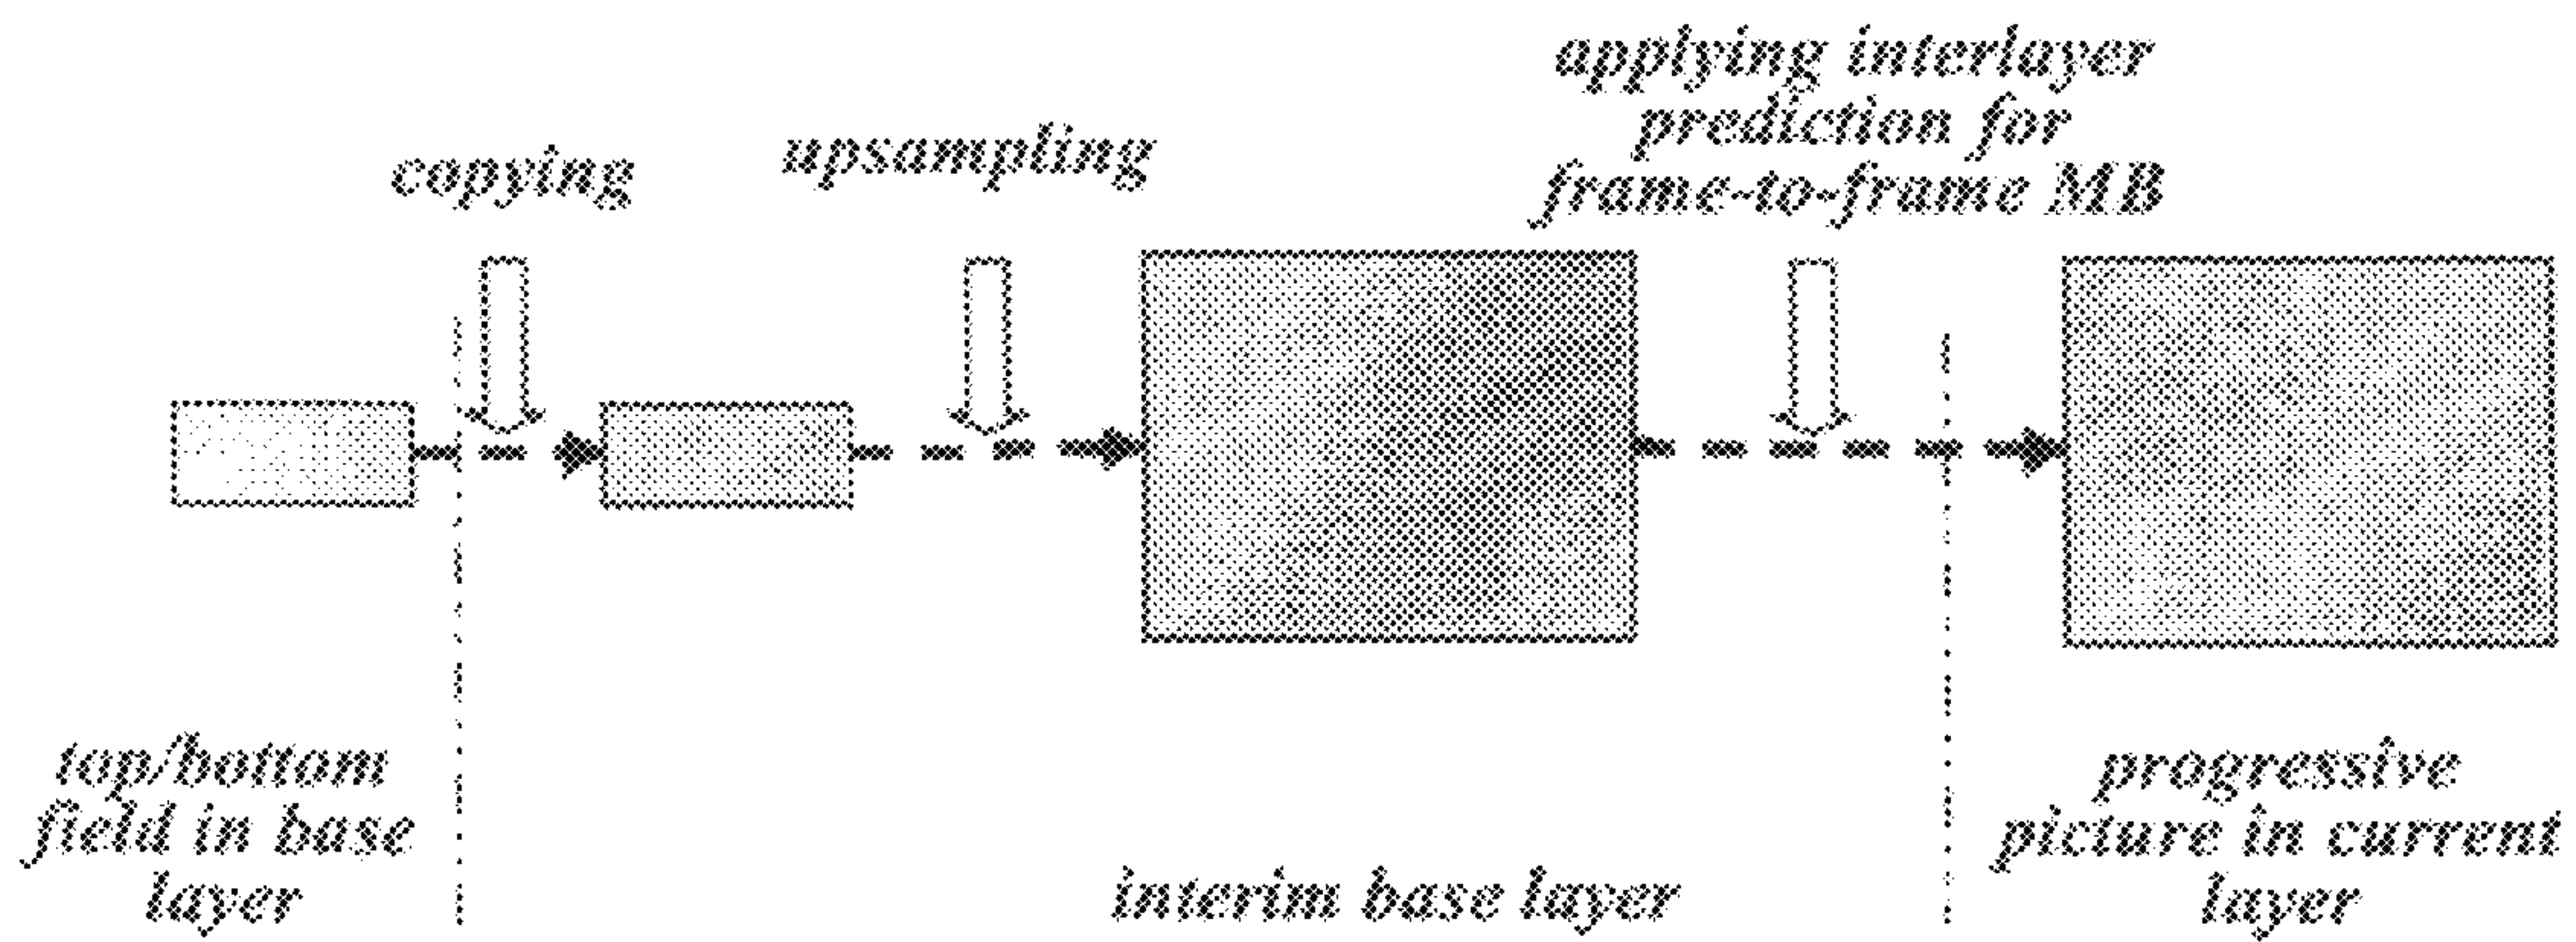 copying
upsampling
applying interlayer
prediction for
frame-to-frame MB
top/bottom
field in base
layer
interim base layer
progressive
picture in current
layer